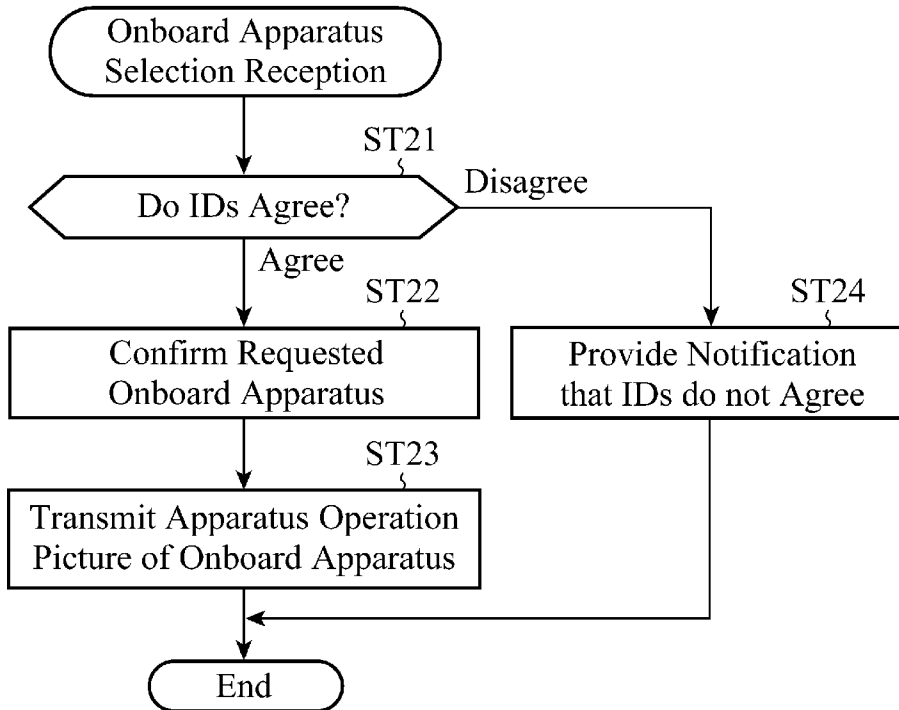 Onboard Apparatus
Selection Reception
ST21
Do IDs Agree?
Disagree
Agree
ST22
Confirm Requested
Onboard Apparatus
ST24
Provide Notification
that IDs do not Agree
ST23
Transmit Apparatus Operation
Picture of Onboard Apparatus
End